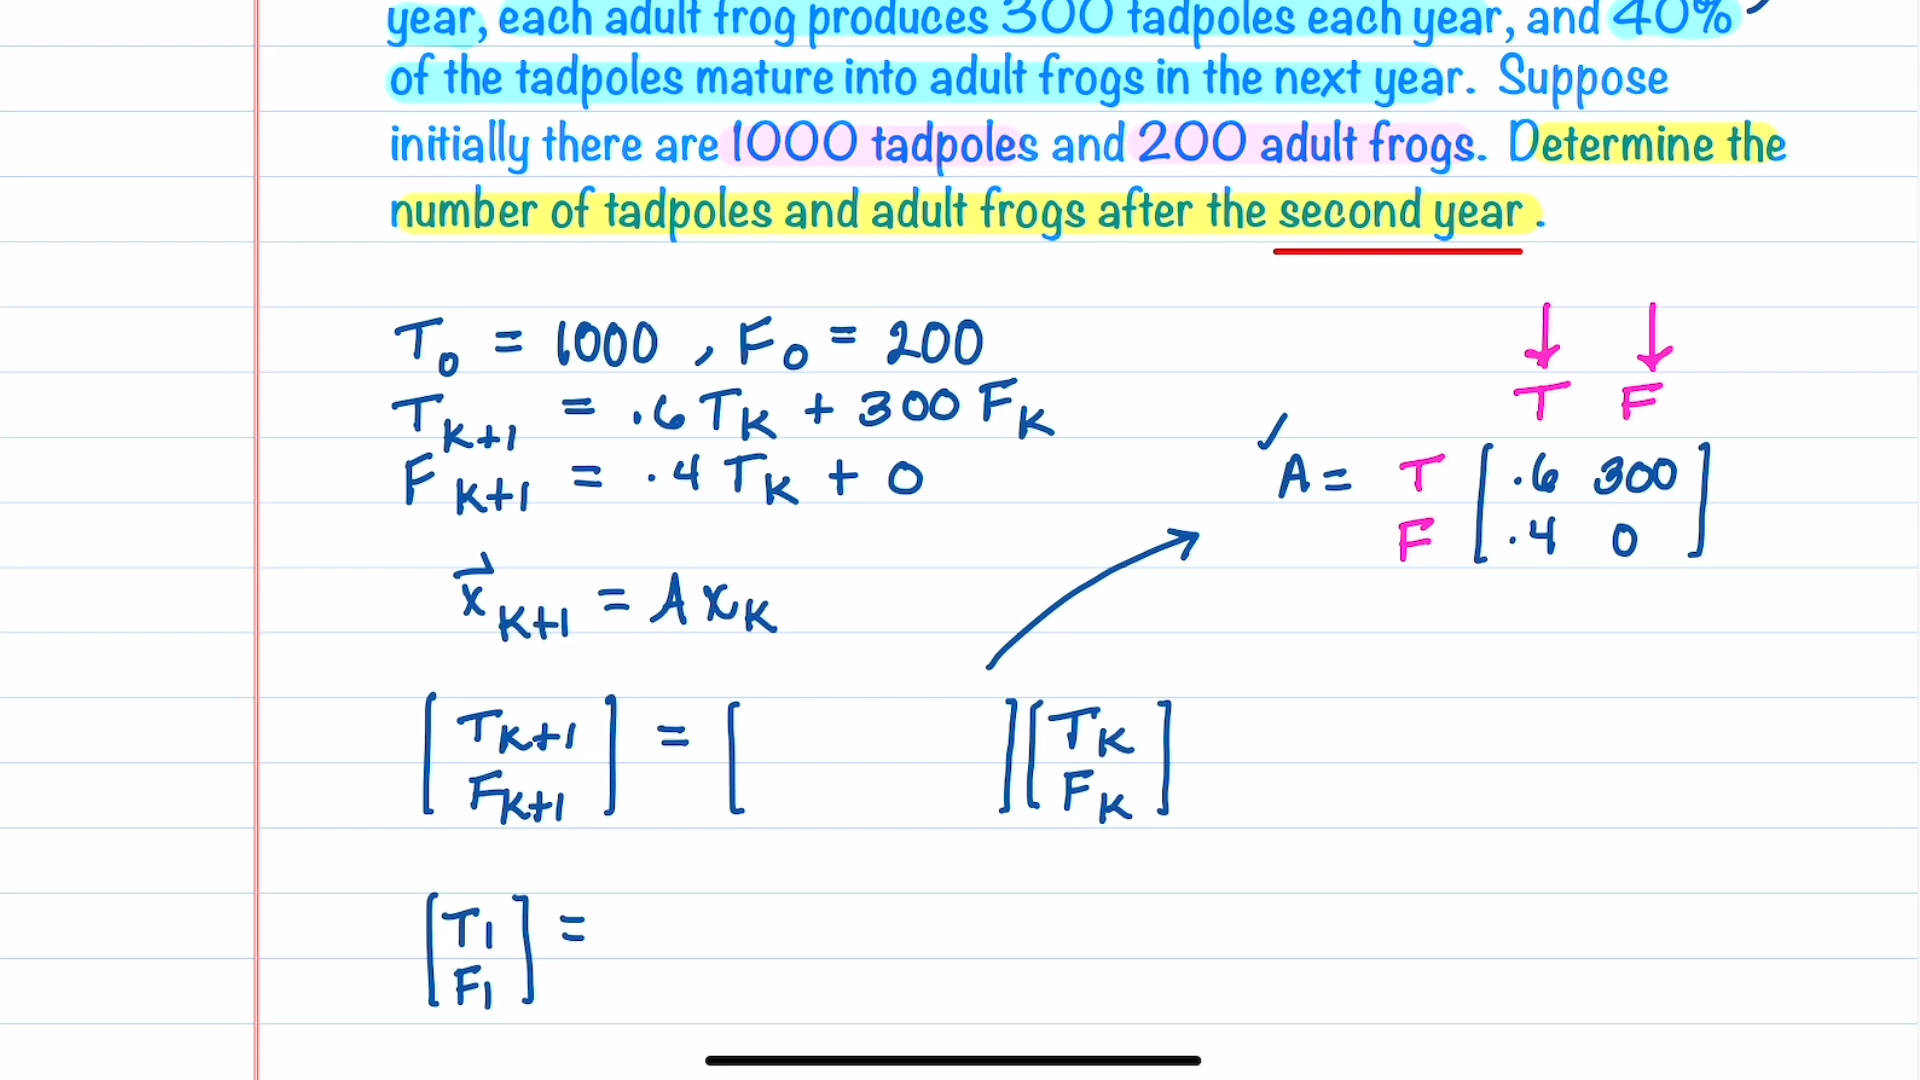 year, each adult frog produces 300 tadpoles each year, and 40%
of the tadpoles mature into adult frogs in the next year. Suppose
initially there are 1000 tadpoles and 200 adult frogs. Determine the
number of tadpoles and adult frogs after the second year.
T₀ = 1000, F₀ = 200
Tₖ₊₁ = .6 Tₖ + 300 Fₖ
Fₖ₊₁ = .4 Tₖ + 0
T F
A = T [ .6 300 ]
F [ .4 0 ]
x⃗ₖ₊₁ = A xₖ
[ Tₖ₊₁ ] = [ ] [ Tₖ ]
[ Fₖ₊₁ ] [ ] [ Fₖ ]
[ T₁ ] =
[ F₁ ]